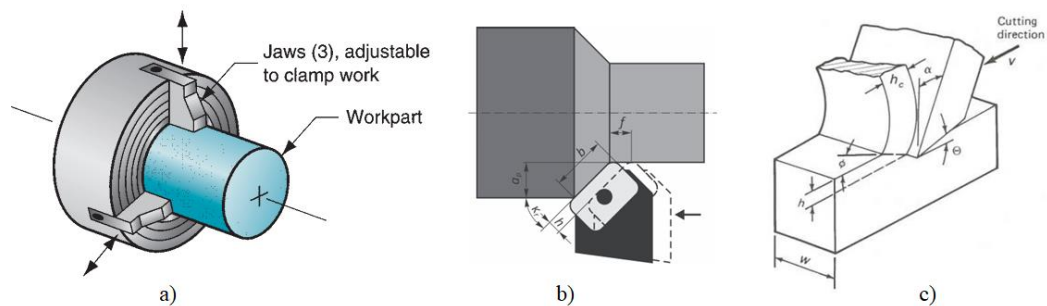 Jaws (3), adjustable
to clamp work
Workpart
a)
f
b
aₚ
κᵣ
h
b)
Cutting
direction
v
h꜀
α
Θ
ø
h
w
c)